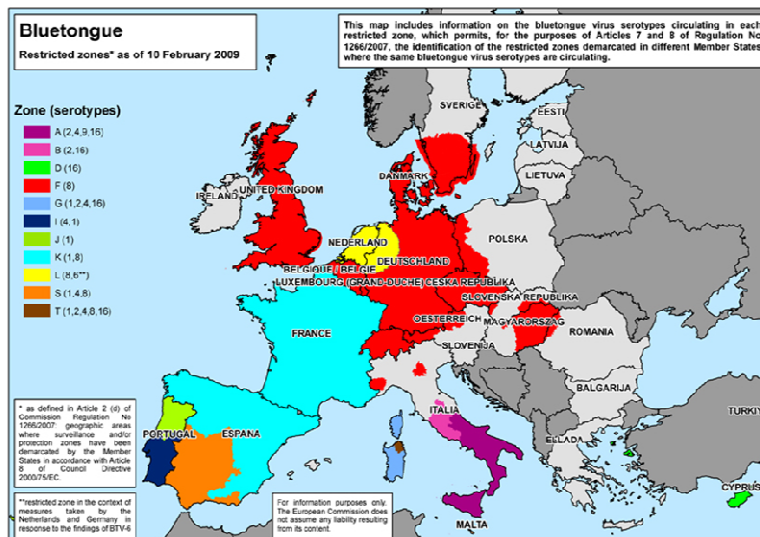 Bluetongue
Restricted zones* as of 10 February 2009
This map includes information on the bluetongue virus serotypes circulating in each
restricted zone, which permits, for the purposes of Articles 7 and 8 of Regulation No
1266/2007, the identification of the restricted zones demarcated in different Member States
where the same bluetongue virus serotypes are circulating.
Zone (serotypes)
A (2,4,9,16)
B (2,16)
D (16)
F (8)
G (1,2,4,16)
I (4,1)
J (1)
K (1,8)
L (8,6**)
S (1,4,8)
T (1,2,4,8,16)
SVERIGE
EESTI
LATVIJA
LIETUVA
DANMARK
IRELAND
UNITED KINGDOM
NEDERLAND
POLSKA
DEUTSCHLAND
BELGIQUE BELGIE
LUXEMBOURG (GRAND-DUCHE)
CESKA REPUBLIKA
SLOVENSKA REPUBLIKA
OESTERREICH
MAGYARORSZAG
FRANCE
SLOVENIJA
ROMANIA
BALGARIJA
ITALIA
PORTUGAL
ESPANA
ELLADA
TURKIY
CYPRUS
MALTA
* as defined in Article 2 (d) of
Commission Regulation No
1266/2007: geographic areas
where surveillance and/or
protection zones have been
demarcated by the Member
States in accordance with Article
8 of Council Directive
2000/75/EC.
**restricted zone in the context of
measures taken by the
Netherlands and Germany in
response to the findings of BTV-6
For information purposes only.
The European Commission does
not assume any liability resulting
from its content.